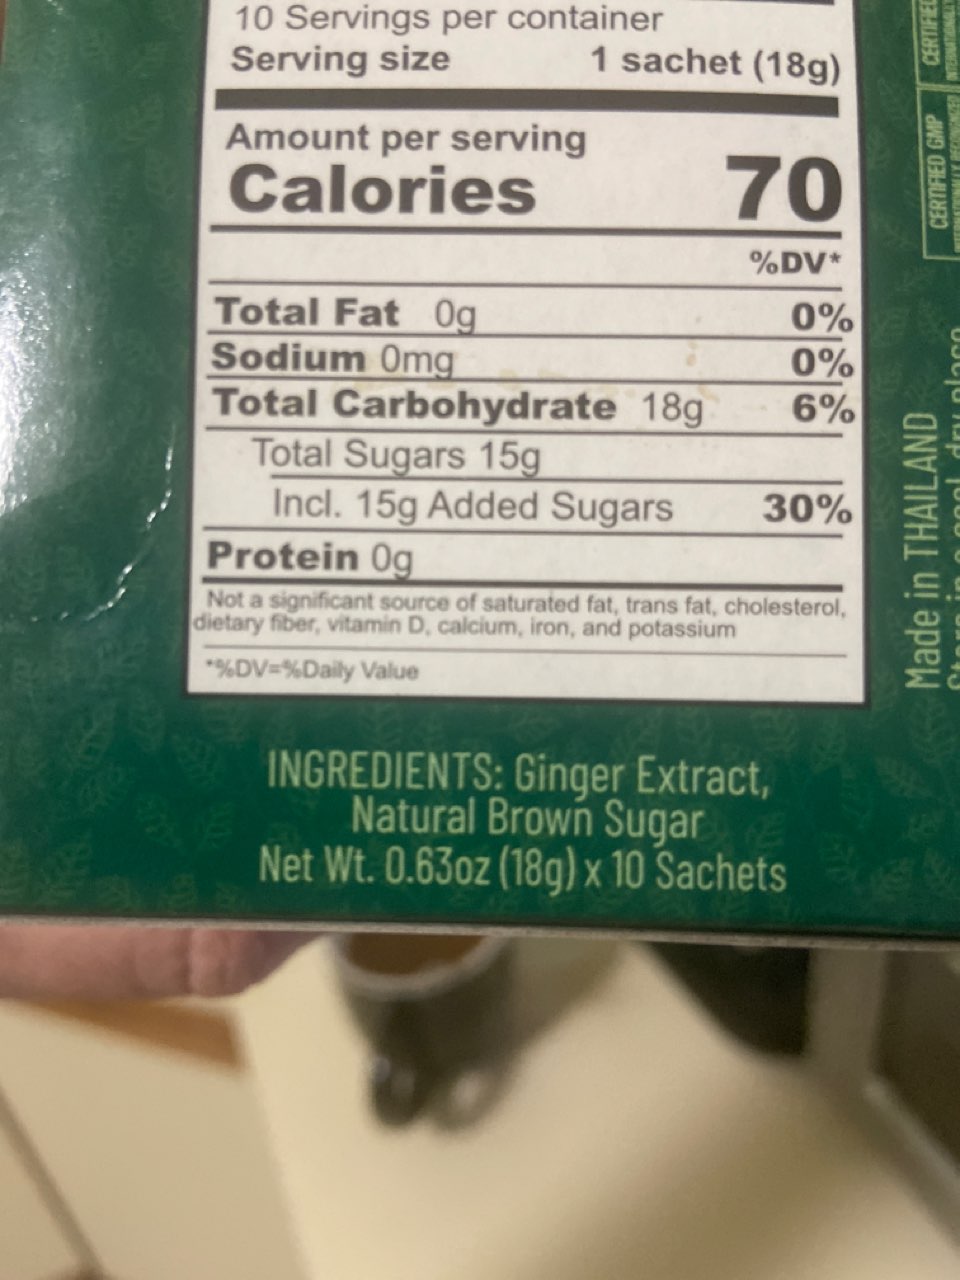 10 Servings per container
Serving size 1 sachet (18g)
Amount per serving
Calories 70
%DV*
Total Fat 0g 0%
Sodium 0mg 0%
Total Carbohydrate 18g 6%
Total Sugars 15g
Incl. 15g Added Sugars 30%
Protein 0g
Not a significant source of saturated fat, trans fat, cholesterol,
dietary fiber, vitamin D, calcium, iron, and potassium
*%DV=%Daily Value
INGREDIENTS: Ginger Extract,
Natural Brown Sugar
Net Wt. 0.63oz (18g) x 10 Sachets
CERTIFIED GMP
CERTIFIED
Made in THAILAND